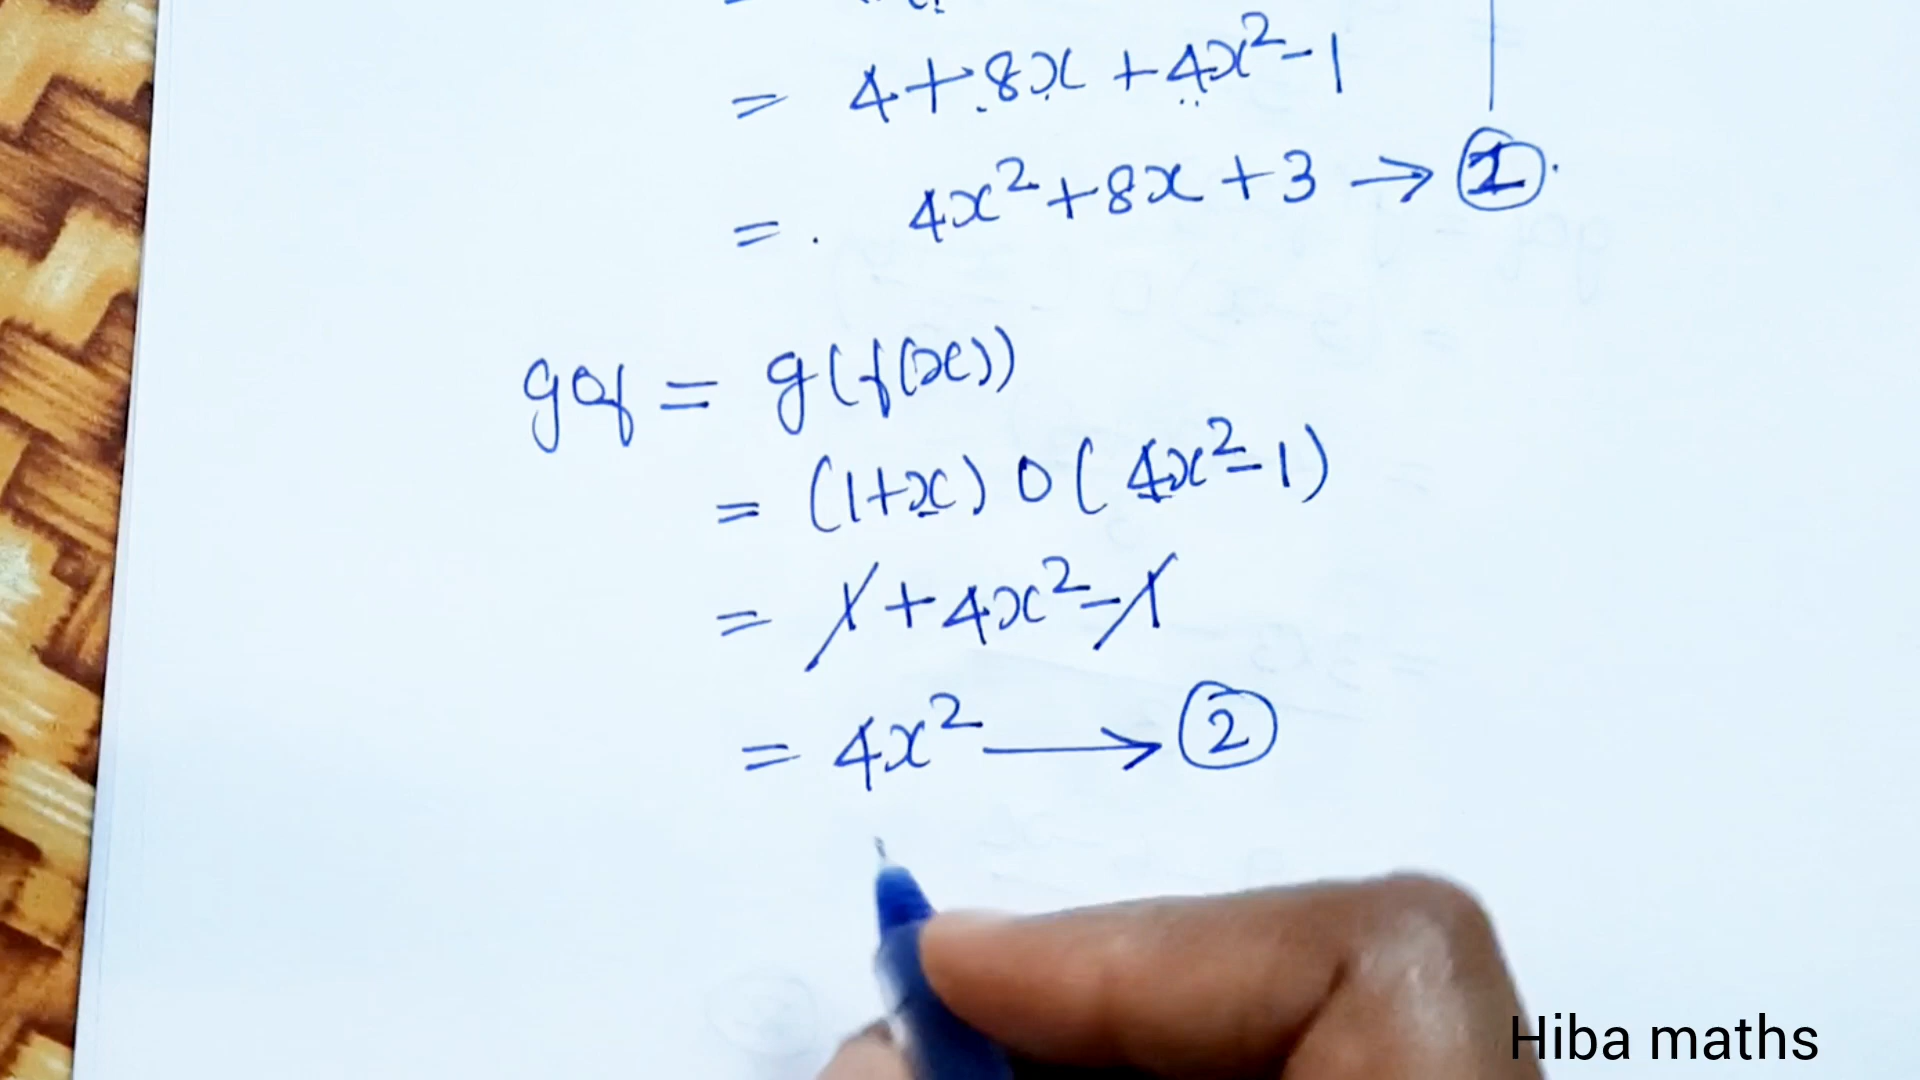 = 4 + 8x + 4x² - 1
= . 4x² + 8x + 3 → ①.
gof = g(f(x))
= (1+x) o (4x² - 1)
= 1 + 4x² - 1
= 4x² → ②
Hiba maths